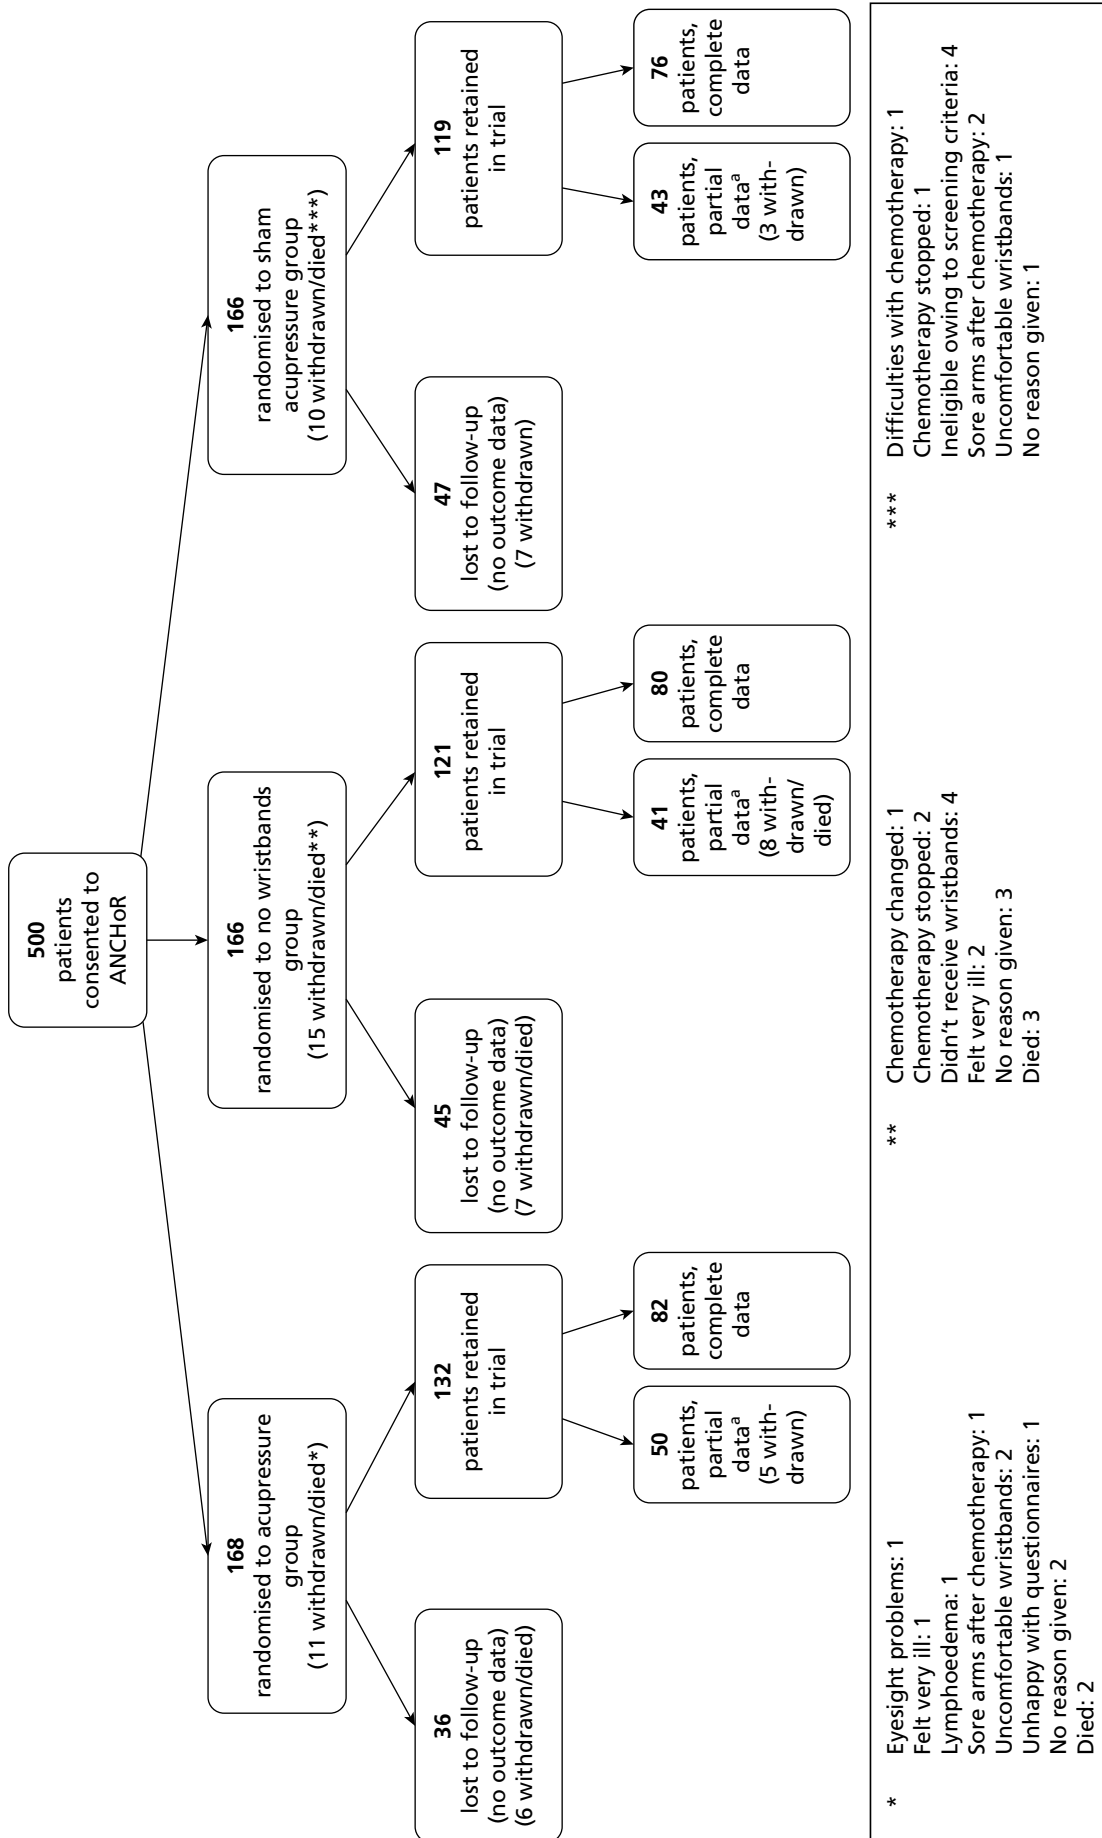 500
patients
consented to
ANCHoR
168
randomised to acupressure
group
(11 withdrawn/died*)
166
randomised to no wristbands
group
(15 withdrawn/died**)
166
randomised to sham
acupressure group
(10 withdrawn/died***)
36
lost to follow-up
(no outcome data)
(6 withdrawn/died)
132
patients retained
in trial
45
lost to follow-up
(no outcome data)
(7 withdrawn/died)
121
patients retained
in trial
47
lost to follow-up
(no outcome data)
(7 withdrawn)
119
patients retained
in trial
50
patients,
partial
dataᵃ
(5 with-
drawn)
82
patients,
complete
data
41
patients,
partial
dataᵃ
(8 with-
drawn/
died)
80
patients,
complete
data
43
patients,
partial
dataᵃ
(3 with-
drawn)
76
patients,
complete
data
* Eyesight problems: 1
Felt very ill: 1
Lymphoedema: 1
Sore arms after chemotherapy: 1
Uncomfortable wristbands: 2
Unhappy with questionnaires: 1
No reason given: 2
Died: 2
** Chemotherapy changed: 1
Chemotherapy stopped: 2
Didn't receive wristbands: 4
Felt very ill: 2
No reason given: 3
Died: 3
*** Difficulties with chemotherapy: 1
Chemotherapy stopped: 1
Ineligible owing to screening criteria: 4
Sore arms after chemotherapy: 2
Uncomfortable wristbands: 1
No reason given: 1